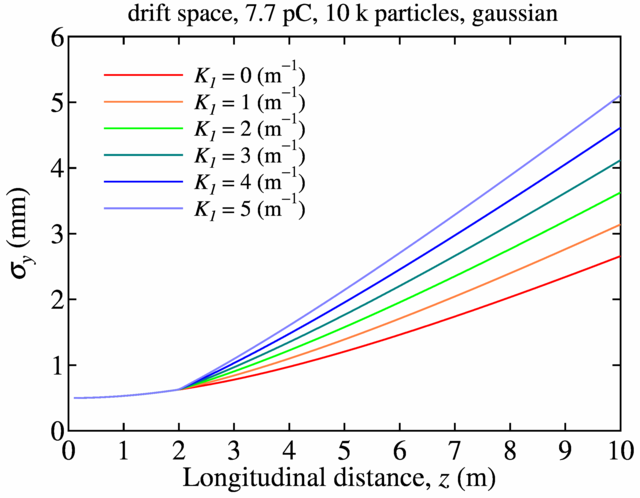 drift space, 7.7 pC, 10 k particles, gaussian
6
5
4
3
2
1
0
σy (mm)
K1 = 0 (m⁻¹)
K1 = 1 (m⁻¹)
K1 = 2 (m⁻¹)
K1 = 3 (m⁻¹)
K1 = 4 (m⁻¹)
K1 = 5 (m⁻¹)
0 1 2 3 4 5 6 7 8 9 10
Longitudinal distance, z (m)